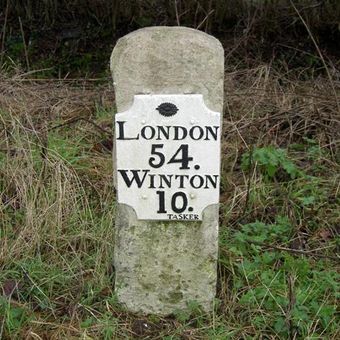 London
54.
Winton
10.
TASKER